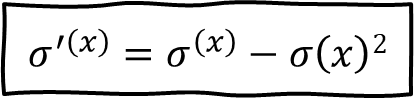 σ′⁽ˣ⁾ = σ⁽ˣ⁾ − σ(x)²